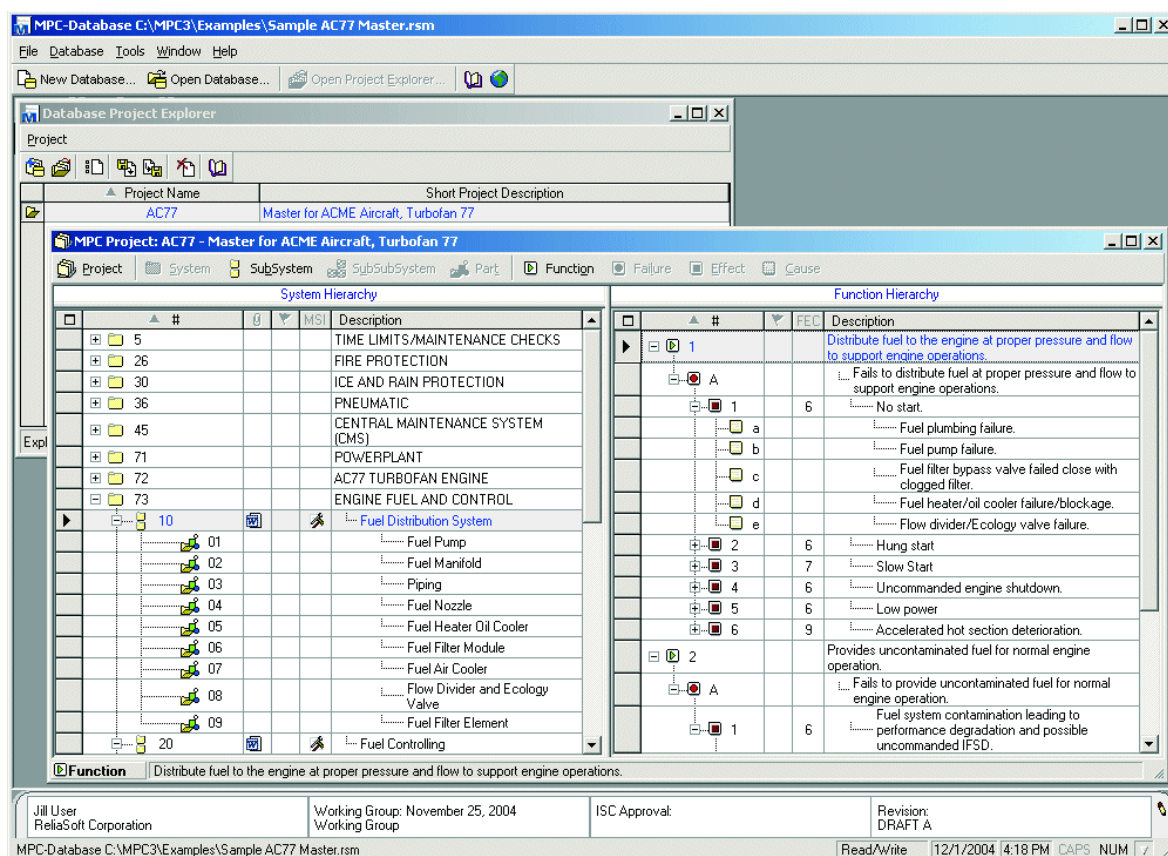 MPC-Database C:\MPC3\Examples\Sample AC77 Master.rsm
File Database Tools Window Help
New Database... Open Database... Open Project Explorer...
Database Project Explorer
Project
Project Name Short Project Description
AC77 Master for ACME Aircraft, Turbofan 77
MPC Project: AC77 - Master for ACME Aircraft, Turbofan 77
Project System SubSystem SubSubSystem Part Function Failure Effect Cause
System Hierarchy
# MSI Description
5 TIME LIMITS/MAINTENANCE CHECKS
26 FIRE PROTECTION
30 ICE AND RAIN PROTECTION
36 PNEUMATIC
45 CENTRAL MAINTENANCE SYSTEM
(CMS)
71 POWERPLANT
72 AC77 TURBOFAN ENGINE
73 ENGINE FUEL AND CONTROL
10 Fuel Distribution System
01 Fuel Pump
02 Fuel Manifold
03 Piping
04 Fuel Nozzle
05 Fuel Heater Oil Cooler
06 Fuel Filter Module
07 Fuel Air Cooler
08 Flow Divider and Ecology
Valve
09 Fuel Filter Element
20 Fuel Controlling
Function Hierarchy
# FEC Description
1 Distribute fuel to the engine at proper pressure and flow
to support engine operations.
A Fails to distribute fuel at proper pressure and flow to
support engine operations.
1 6 No start.
a Fuel plumbing failure.
b Fuel pump failure.
c Fuel filter bypass valve failed close with
clogged filter.
d Fuel heater/oil cooler failure/blockage.
e Flow divider/Ecology valve failure.
2 6 Hung start
3 7 Slow Start
4 6 Uncommanded engine shutdown.
5 6 Low power
6 9 Accelerated hot section deterioration.
2 Provides uncontaminated fuel for normal engine
operation.
A Fails to provide uncontaminated fuel for normal
engine operation.
1 6 Fuel system contamination leading to
performance degradation and possible
uncommanded IFSD.
Expl
Function Distribute fuel to the engine at proper pressure and flow to support engine operations.
Jill User
ReliaSoft Corporation
Working Group: November 25, 2004
Working Group
ISC Approval:
Revision:
DRAFT A
MPC-Database C:\MPC3\Examples\Sample AC77 Master.rsm Read/Write 12/1/2004 4:18 PM CAPS NUM